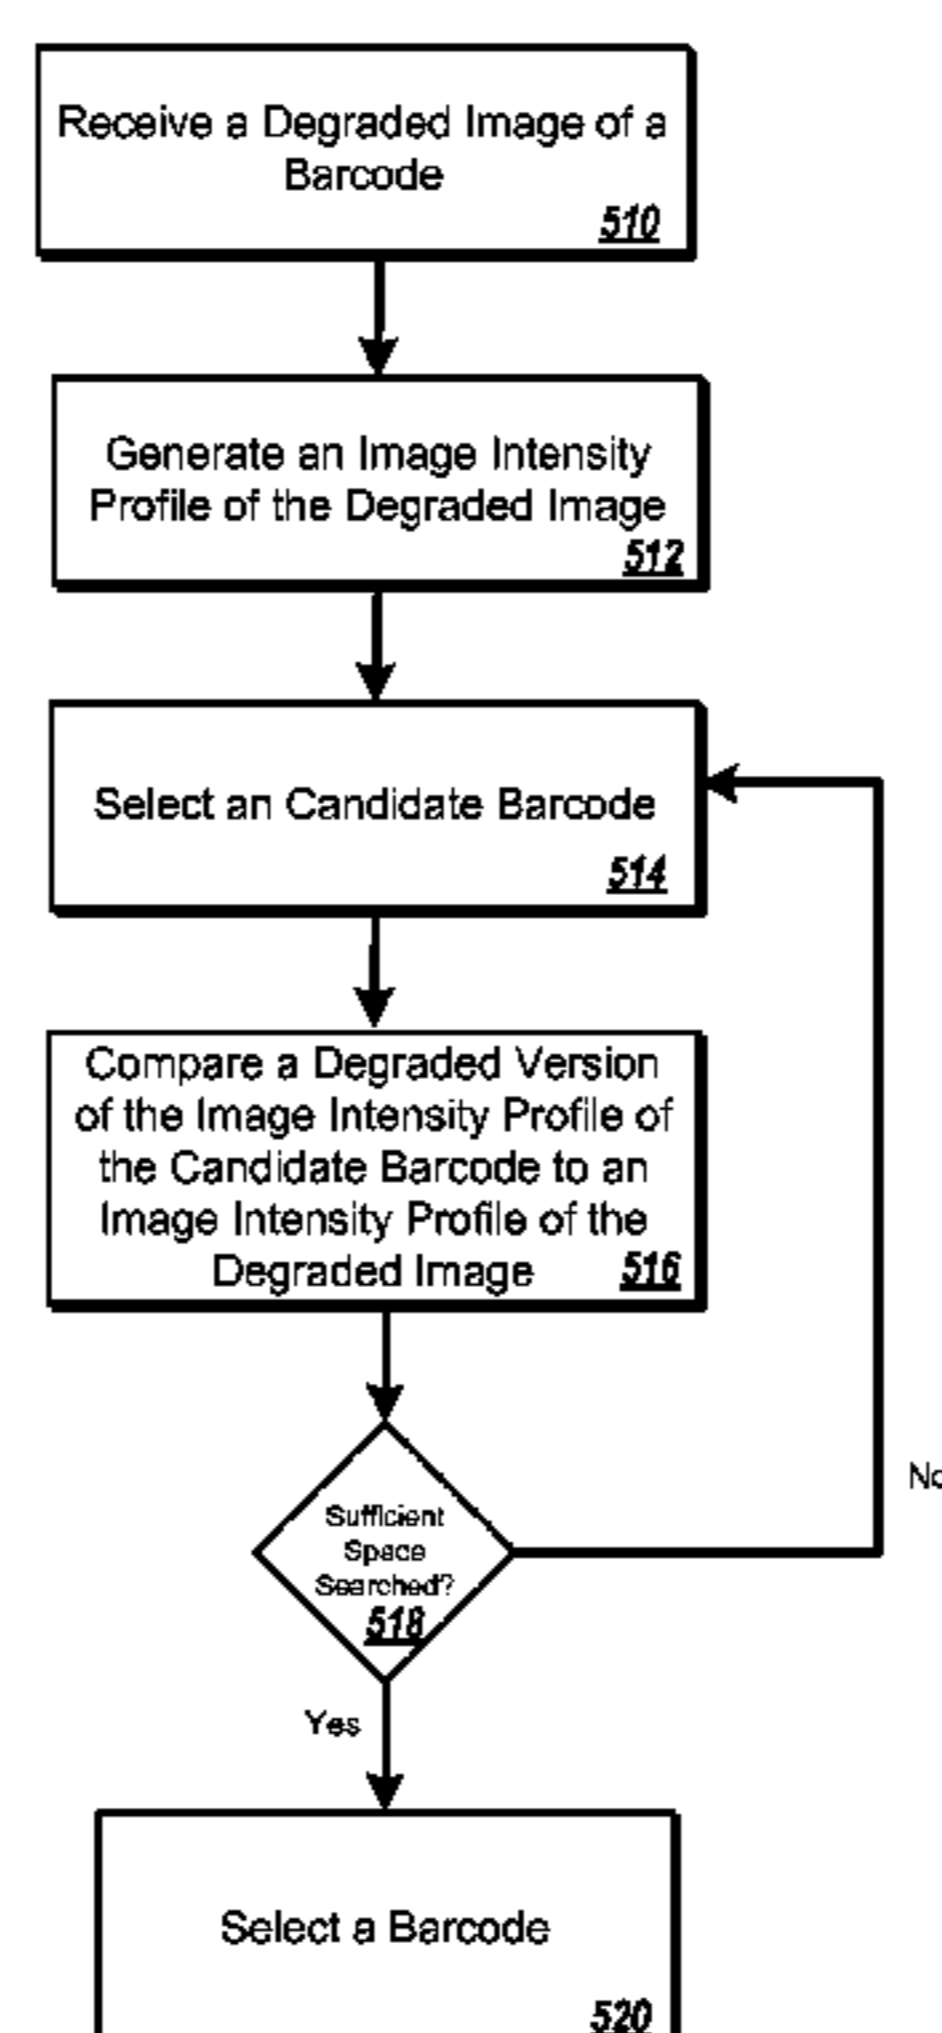 Receive a Degraded Image of a
Barcode
510
Generate an Image Intensity
Profile of the Degraded Image
512
Select an Candidate Barcode
514
Compare a Degraded Version
of the Image Intensity Profile of
the Candidate Barcode to an
Image Intensity Profile of the
Degraded Image 516
No
Sufficient
Space
Searched?
518
Yes
Select a Barcode
520